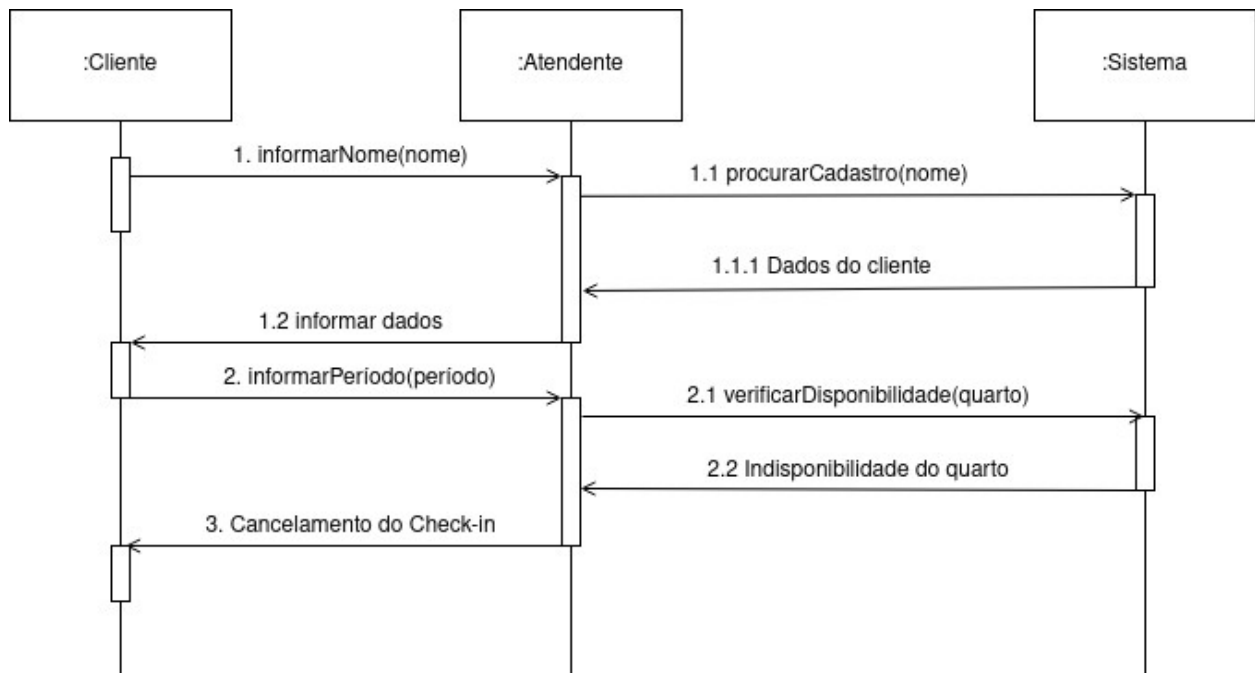 :Cliente
:Atendente
:Sistema
1. informarNome(nome)
1.1 procurarCadastro(nome)
1.1.1 Dados do cliente
1.2 informar dados
2. informarPeríodo(período)
2.1 verificarDisponibilidade(quarto)
2.2 Indisponibilidade do quarto
3. Cancelamento do Check-in